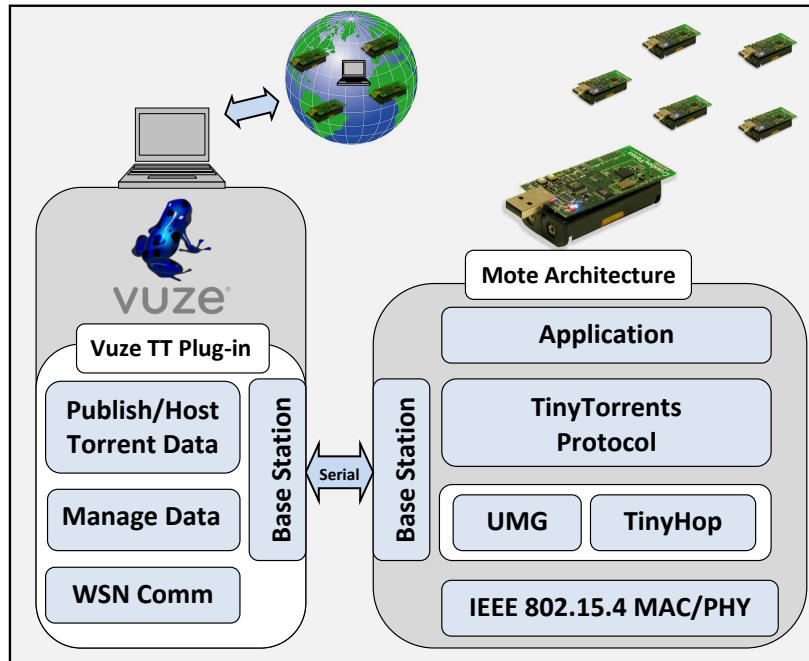 vuze®
Vuze TT Plug-in
Publish/Host
Torrent Data
Manage Data
WSN Comm
Base Station
Serial
Base Station
Mote Architecture
Application
TinyTorrents
Protocol
UMG
TinyHop
IEEE 802.15.4 MAC/PHY